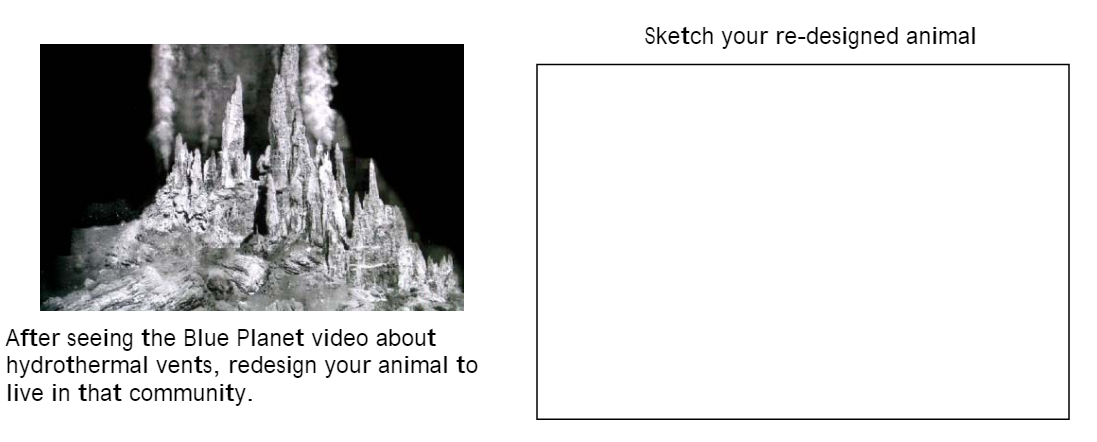 Sketch your re-designed animal
After seeing the Blue Planet video about
hydrothermal vents, redesign your animal to
live in that community.